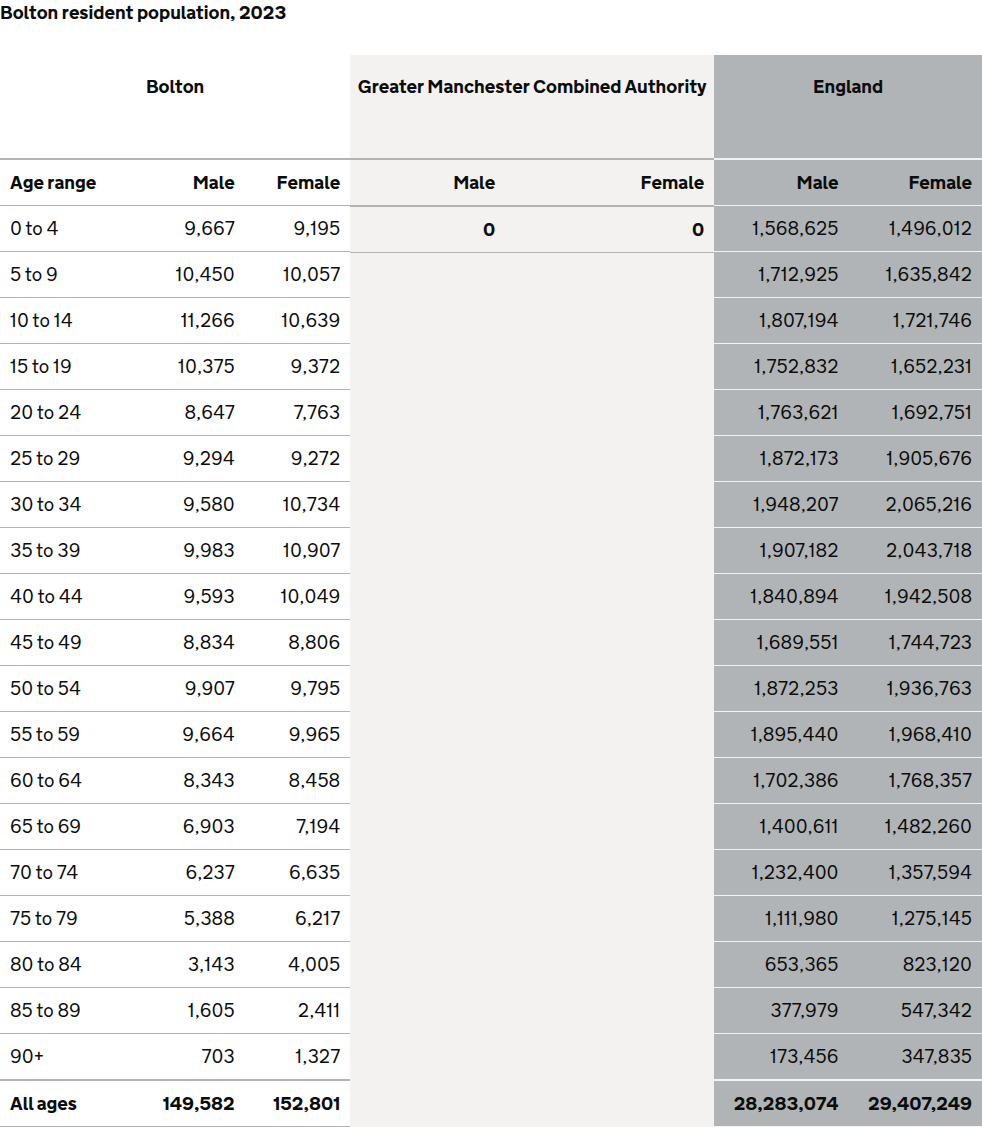 Bolton resident population, 2023
Bolton Greater Manchester Combined Authority England
Age range Male Female Male Female Male Female
0 to 4 9,667 9,195 0 0 1,568,625 1,496,012
5 to 9 10,450 10,057 1,712,925 1,635,842
10 to 14 11,266 10,639 1,807,194 1,721,746
15 to 19 10,375 9,372 1,752,832 1,652,231
20 to 24 8,647 7,763 1,763,621 1,692,751
25 to 29 9,294 9,272 1,872,173 1,905,676
30 to 34 9,580 10,734 1,948,207 2,065,216
35 to 39 9,983 10,907 1,907,182 2,043,718
40 to 44 9,593 10,049 1,840,894 1,942,508
45 to 49 8,834 8,806 1,689,551 1,744,723
50 to 54 9,907 9,795 1,872,253 1,936,763
55 to 59 9,664 9,965 1,895,440 1,968,410
60 to 64 8,343 8,458 1,702,386 1,768,357
65 to 69 6,903 7,194 1,400,611 1,482,260
70 to 74 6,237 6,635 1,232,400 1,357,594
75 to 79 5,388 6,217 1,111,980 1,275,145
80 to 84 3,143 4,005 653,365 823,120
85 to 89 1,605 2,411 377,979 547,342
90+ 703 1,327 173,456 347,835
All ages 149,582 152,801 28,283,074 29,407,249